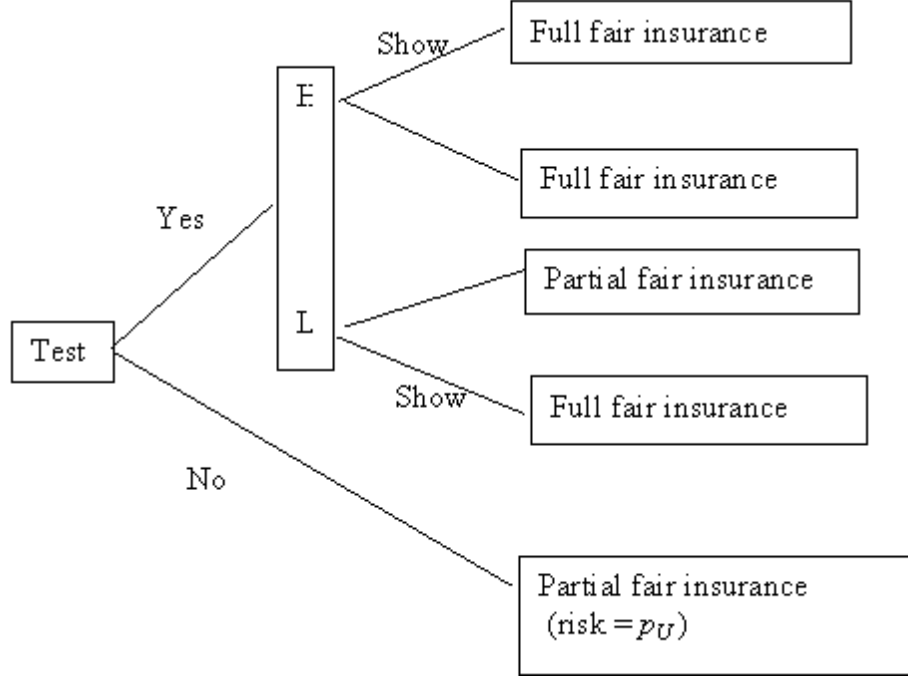 Show
Full fair insurance
H
Full fair insurance
Yes
Partial fair insurance
L
Test
Show
Full fair insurance
No
Partial fair insurance
(risk = p_U)